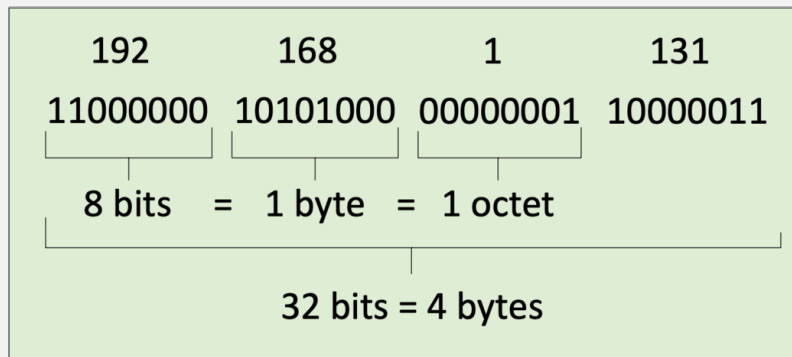 192 168 1 131
11000000 10101000 00000001 10000011
8 bits = 1 byte = 1 octet
32 bits = 4 bytes